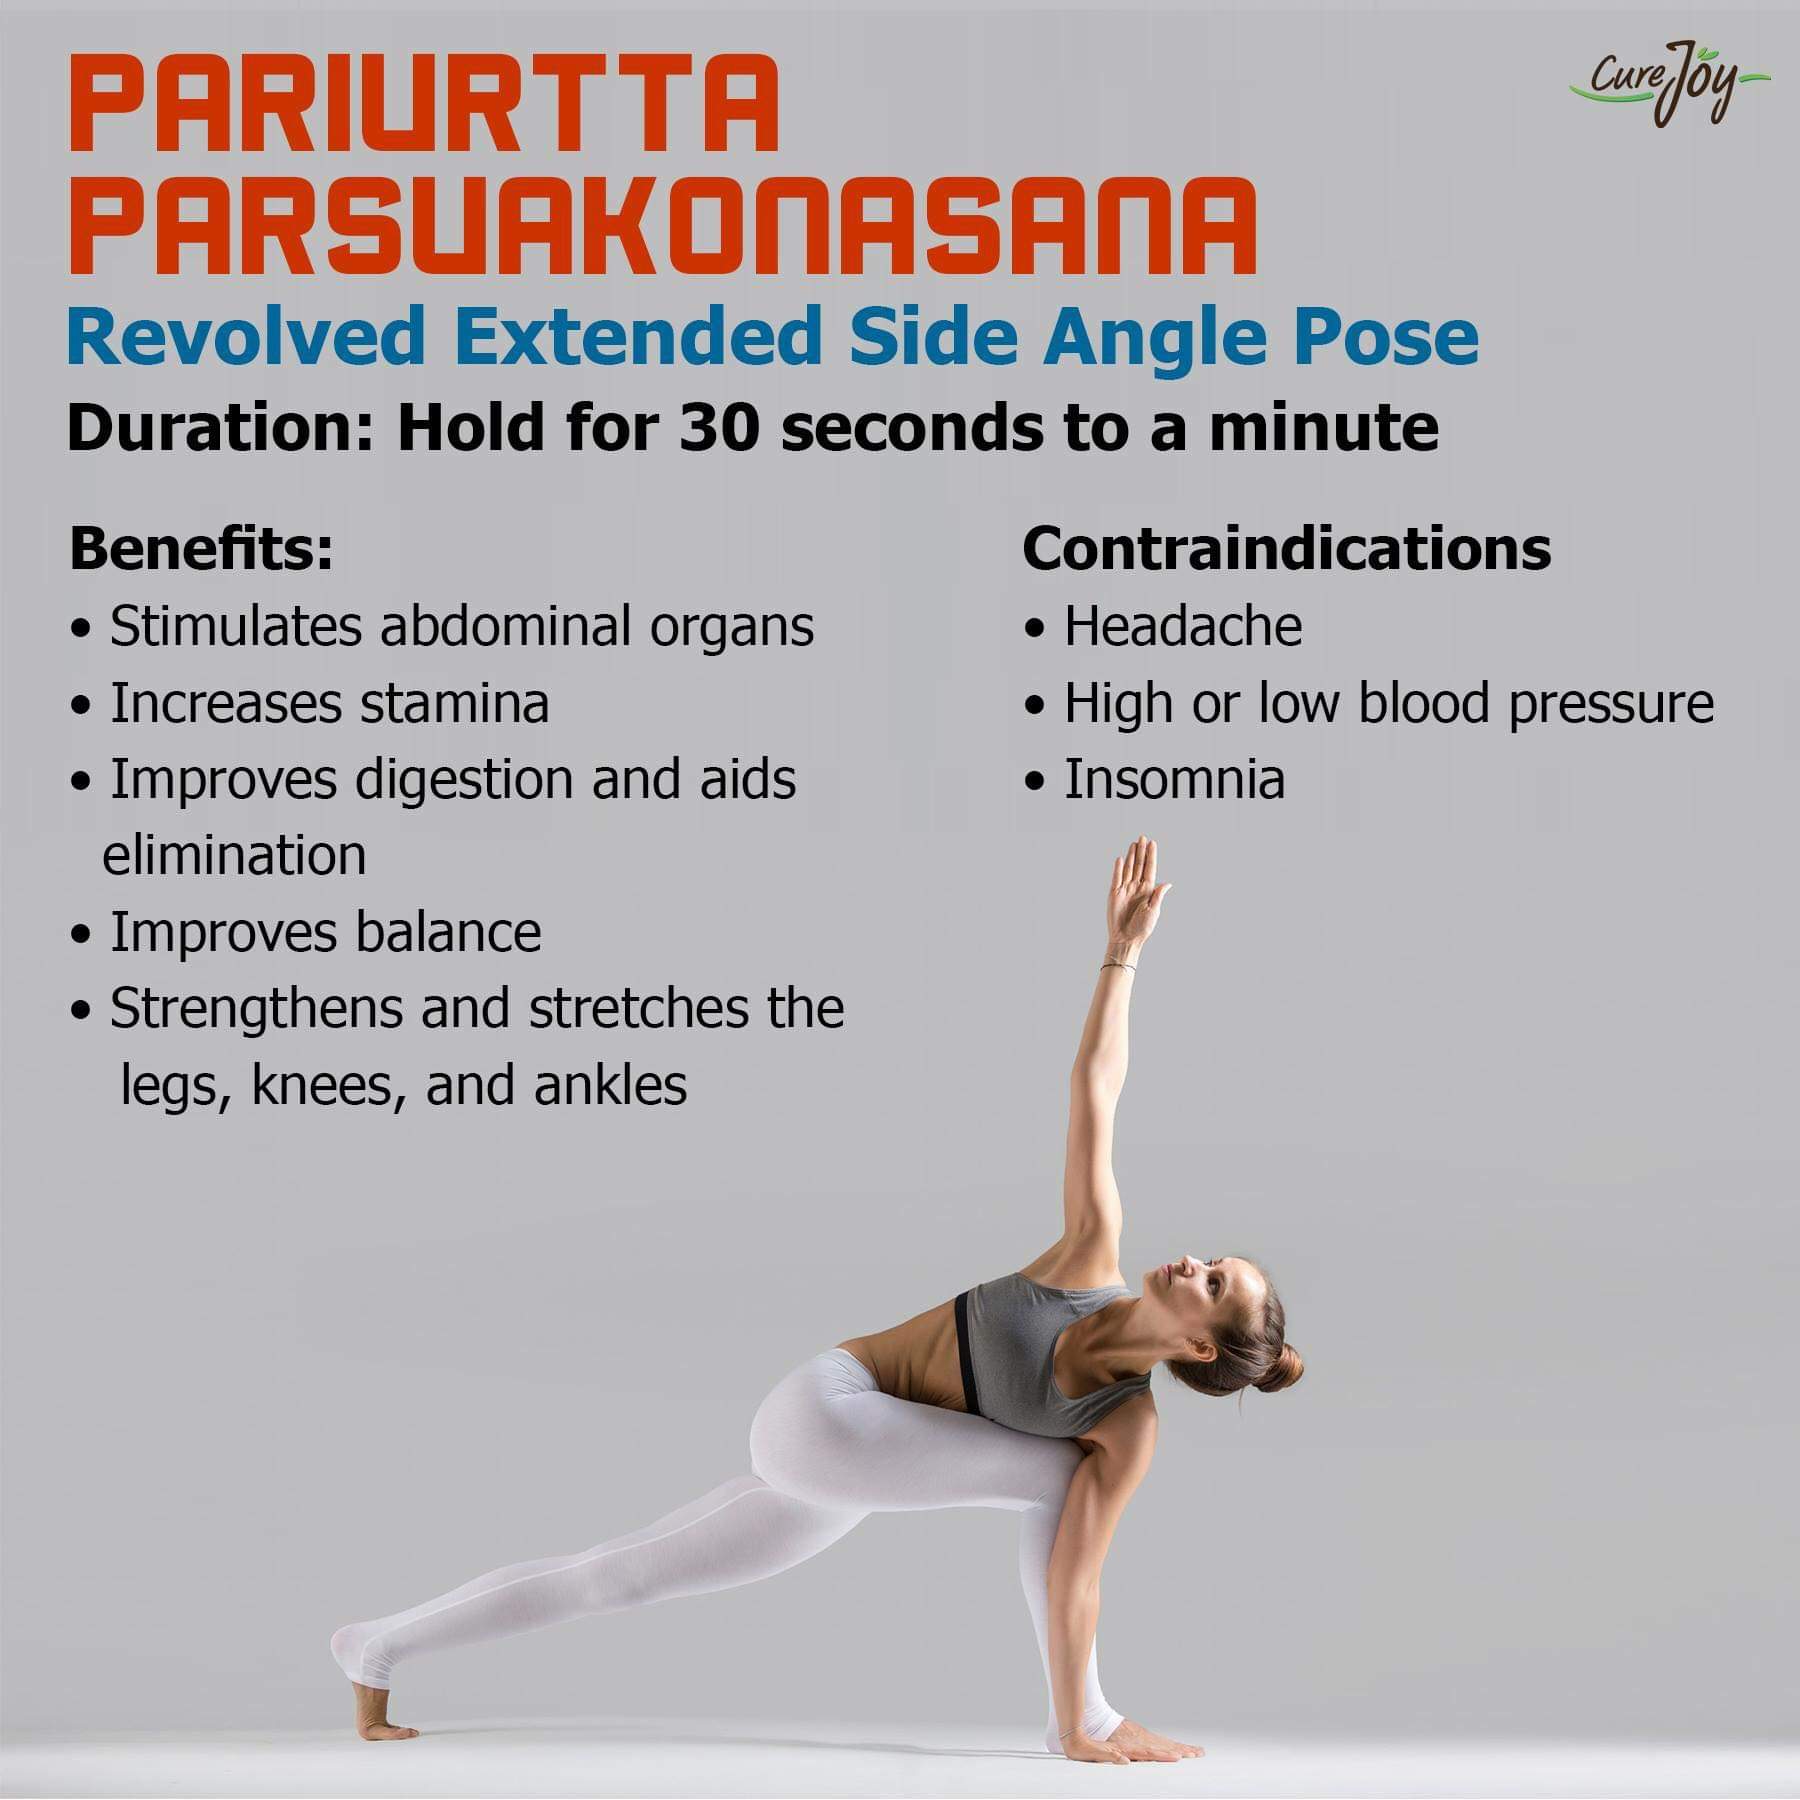 PARIURTTA
PARSUAKONASANA
Revolved Extended Side Angle Pose
Duration: Hold for 30 seconds to a minute
Benefits:
• Stimulates abdominal organs
• Increases stamina
• Improves digestion and aids
elimination
• Improves balance
• Strengthens and stretches the
legs, knees, and ankles
Contraindications
• Headache
• High or low blood pressure
• Insomnia
CureJoy